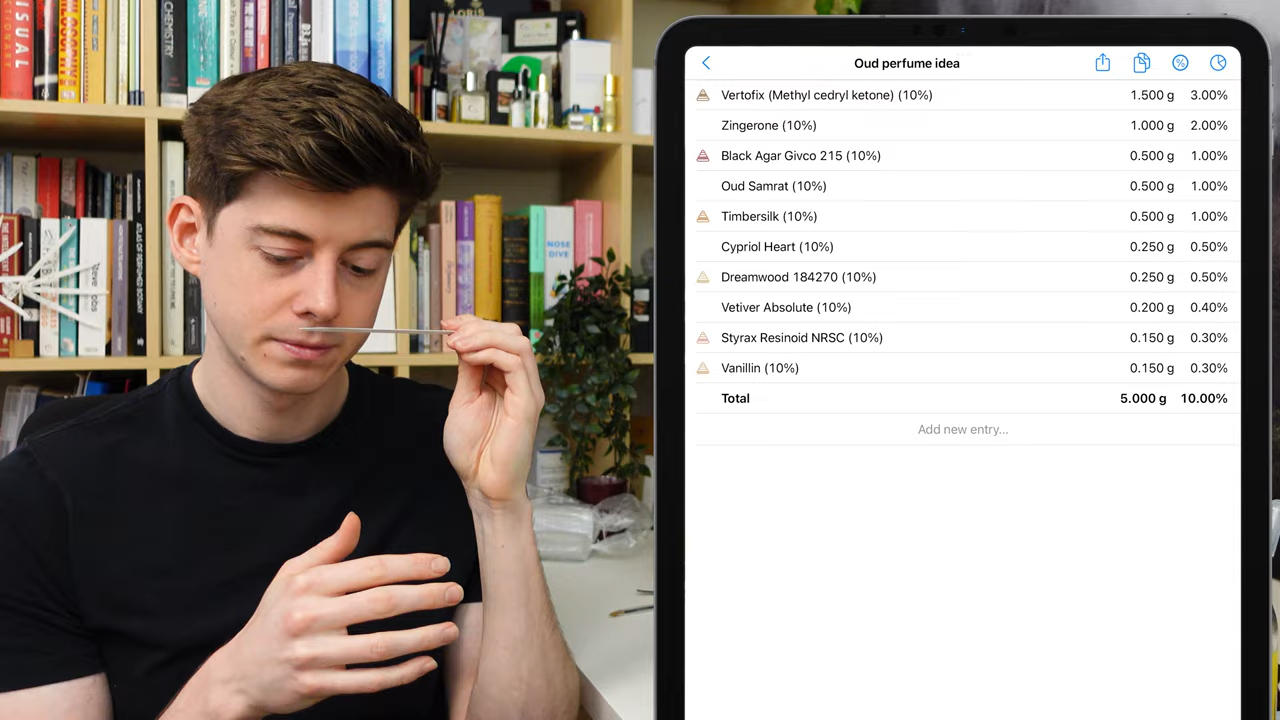 VISUAL
CHEMISTRY
NOSE
DIVE
Oud perfume idea
Vertofix (Methyl cedryl ketone) (10%) 1.500 g 3.00%
Zingerone (10%) 1.000 g 2.00%
Black Agar Givco 215 (10%) 0.500 g 1.00%
Oud Samrat (10%) 0.500 g 1.00%
Timbersilk (10%) 0.500 g 1.00%
Cypriol Heart (10%) 0.250 g 0.50%
Dreamwood 184270 (10%) 0.250 g 0.50%
Vetiver Absolute (10%) 0.200 g 0.40%
Styrax Resinoid NRSC (10%) 0.150 g 0.30%
Vanillin (10%) 0.150 g 0.30%
Total 5.000 g 10.00%
Add new entry...